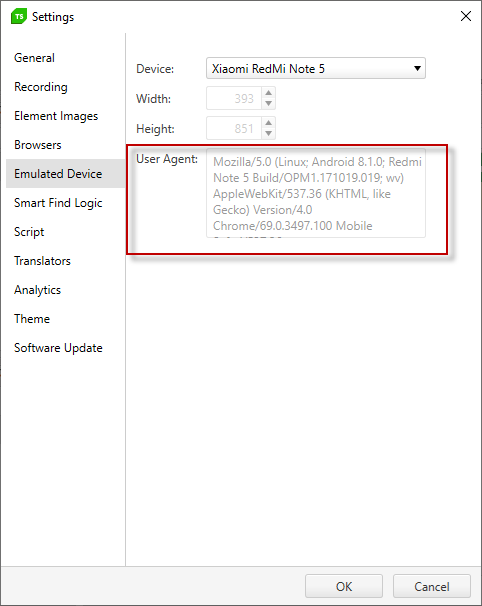 TS Settings
General
Recording
Element Images
Browsers
Emulated Device
Smart Find Logic
Script
Translators
Analytics
Theme
Software Update
Device: Xiaomi RedMi Note 5
Width: 393
Height: 851
User Agent: Mozilla/5.0 (Linux; Android 8.1.0; Redmi
Note 5 Build/OPM1.171019.019; wv)
AppleWebKit/537.36 (KHTML, like
Gecko) Version/4.0
Chrome/69.0.3497.100 Mobile
OK Cancel